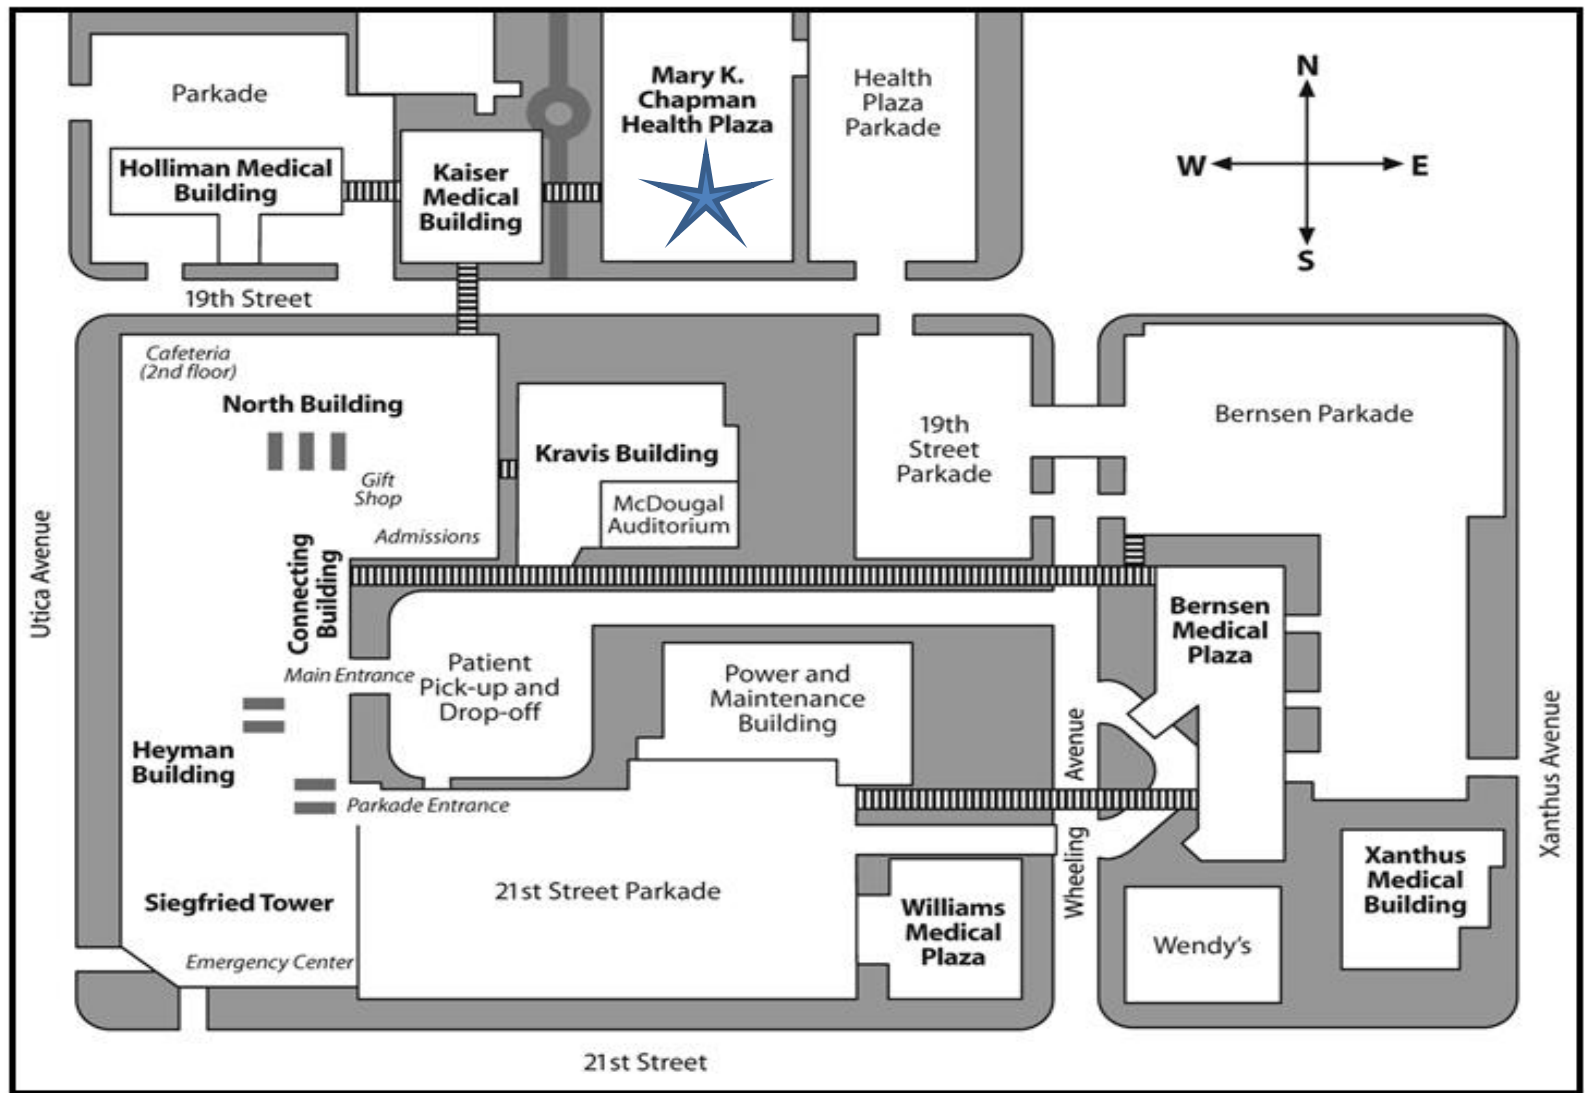 Parkade
Holliman Medical
Building
Kaiser
Medical
Building
Mary K.
Chapman
Health Plaza
Health
Plaza
Parkade
N
W
E
S
19th Street
Cafeteria
(2nd floor)
North Building
Gift
Shop
Admissions
Kravis Building
McDougal
Auditorium
19th
Street
Parkade
Bernsen Parkade
Utica Avenue
Connecting
Building
Main Entrance
Patient
Pick-up and
Drop-off
Power and
Maintenance
Building
Bernsen
Medical
Plaza
Heyman
Building
Parkade Entrance
Wheeling Avenue
Xanthus Avenue
Siegfried Tower
Emergency Center
21st Street Parkade
Williams
Medical
Plaza
Wendy's
Xanthus
Medical
Building
21st Street